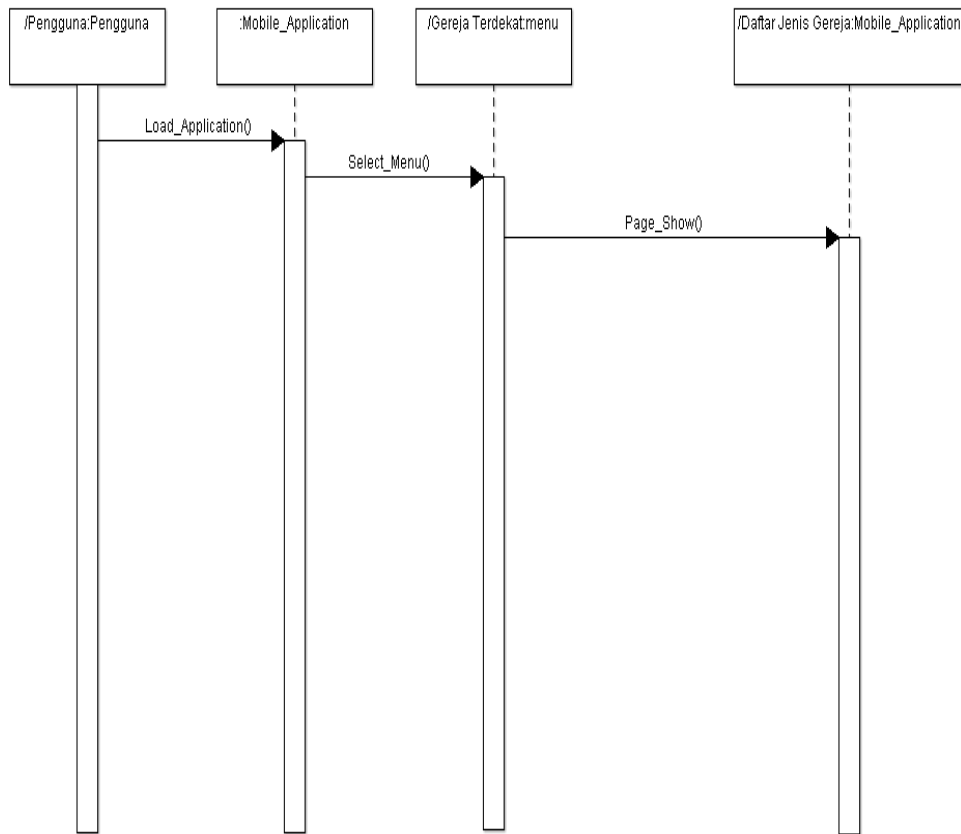 /Pengguna:Pengguna
:Mobile_Application
/Gereja Terdekat:menu
/Daftar Jenis Gereja:Mobile_Application
Load_Application()
Select_Menu()
Page_Show()